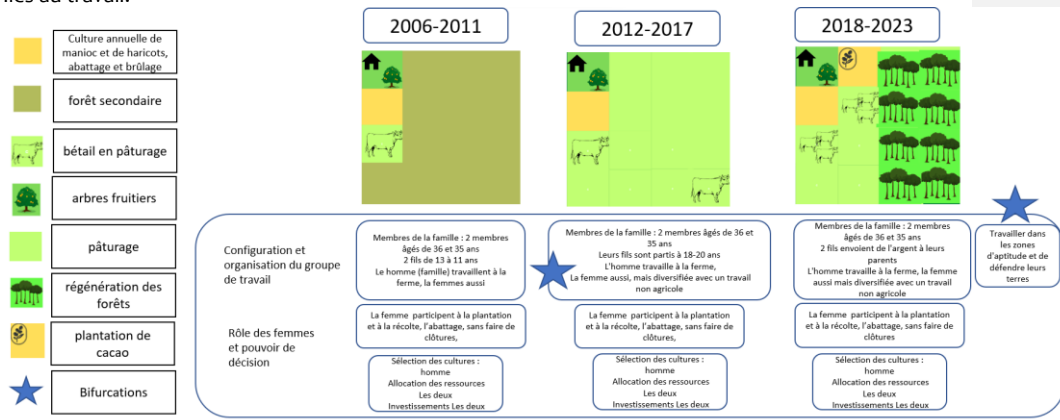 liés au travail.
2006-2011
2012-2017
2018-2023
Culture annuelle de
manioc et de haricots,
abattage et brûlage
forêt secondaire
bétail en pâturage
arbres fruitiers
pâturage
régénération des
forêts
plantation de
cacao
Bifurcations
Configuration et
organisation du groupe
de travail
Membres de la famille : 2 membres
âgés de 36 et 35 ans
2 fils de 13 à 11 ans
Le homme (famille) travaillent à la
ferme, la femmes aussi
Membres de la famille : 2 membres âgés de 36 et
35 ans
Leurs fils sont partis à 18-20 ans
L'homme travaille à la ferme,
La femme aussi, mais diversifiée avec un travail
non agricole
Membres de la famille : 2 membres
âgés de 36 et 35 ans
2 fils envoient de l'argent à leurs
parents
L'homme travaille à la ferme, la femme
aussi mais diversifiée avec un travail
non agricole
Travailler dans
les zones
d'aptitude et de
défendre leurs
terres
Rôle des femmes
et pouvoir de
décision
La femme participent à la plantation
et à la récolte, l'abattage, sans faire de
clôtures,
La femme participent à la plantation
et à la récolte, l'abattage, sans faire de
clôtures,
La femme participent à la plantation
et à la récolte, l'abattage, sans faire de
clôtures
Sélection des cultures :
homme
Allocation des ressources
Les deux
Investissements Les deux
Sélection des cultures :
homme
Allocation des ressources
Les deux
Investissements Les deux
Sélection des cultures :
homme
Allocation des ressources
Les deux
Investissements Les deux